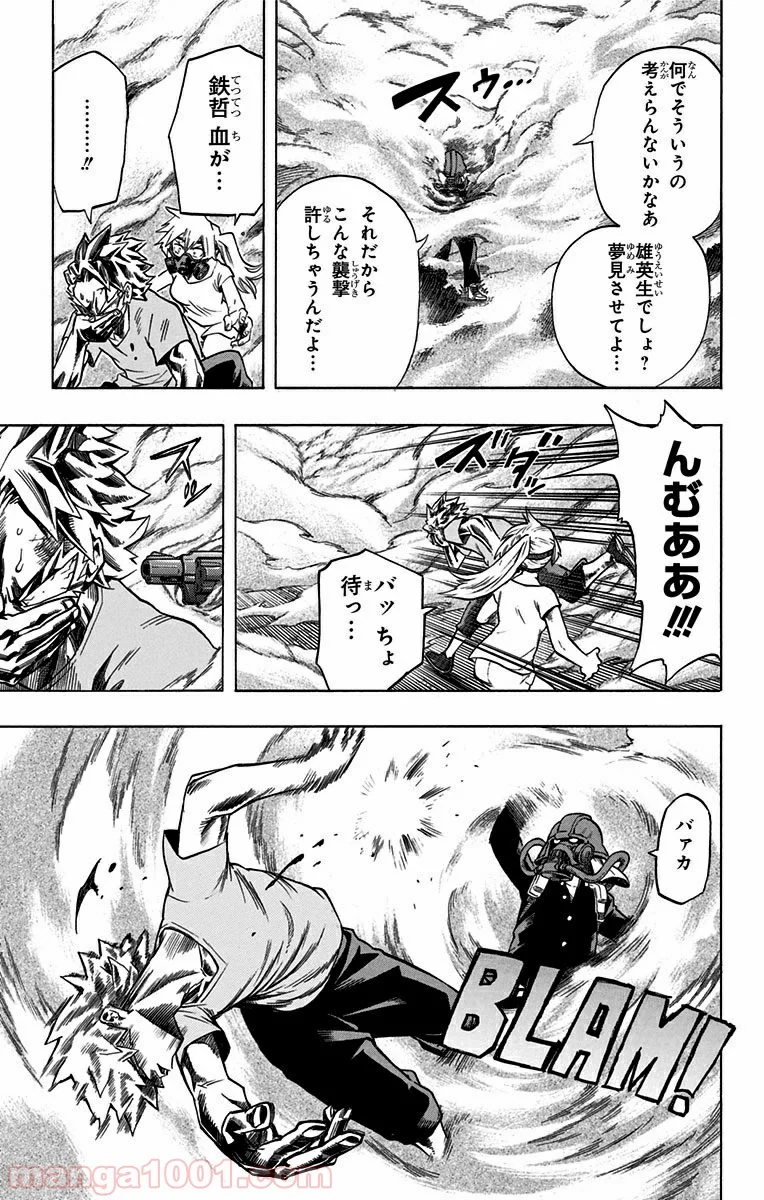 何でそういうの
考えらんないかなあ
雄英生でしょ?
夢見させてよ…
スゥ…
それだから
こんな襲撃
許しちゃうんだよ…
鉄哲 血が…
………!!
んむああ!!!
ズダッ
バッ ちょ
待っ…
ズ
バァカ
BLAM!
manga1001.com